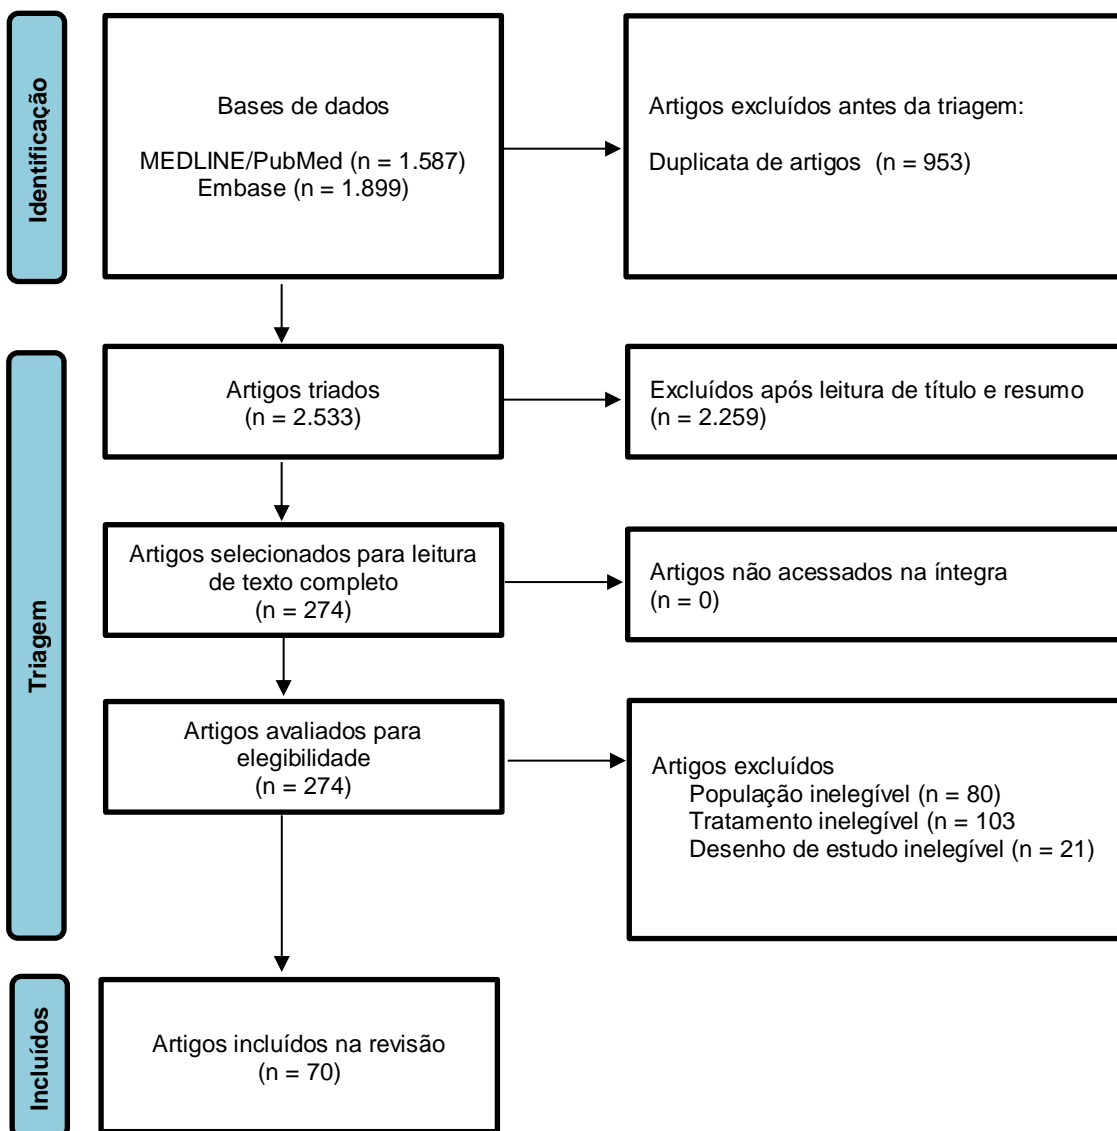 Identificação
Bases de dados
MEDLINE/PubMed (n = 1.587)
Embase (n = 1.899)
Artigos excluídos antes da triagem:
Duplicata de artigos (n = 953)
Triagem
Artigos triados
(n = 2.533)
Excluídos após leitura de título e resumo
(n = 2.259)
Artigos selecionados para leitura
de texto completo
(n = 274)
Artigos não acessados na íntegra
(n = 0)
Artigos avaliados para
elegibilidade
(n = 274)
Artigos excluídos
População inelegível (n = 80)
Tratamento inelegível (n = 103
Desenho de estudo inelegível (n = 21)
Incluídos
Artigos incluídos na revisão
(n = 70)